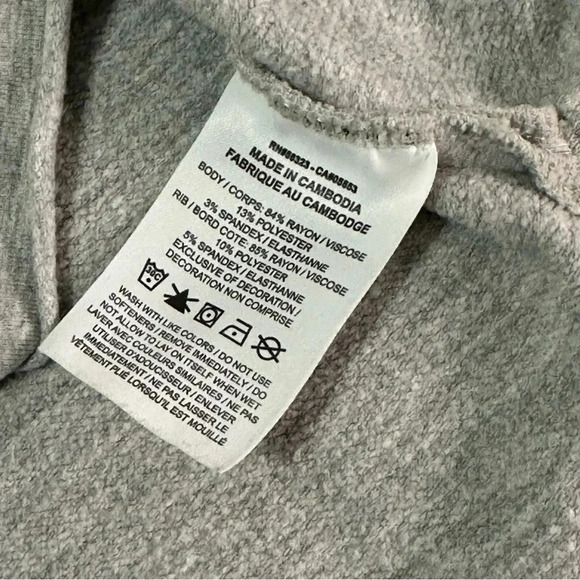 MADE IN CAMBODIA
FABRIQUE AU CAMBODGE
BODY / CORPS: 84% RAYON / VISCOSE
13% POLYESTER
3% SPANDEX / ELASTHANNE
RIB / BORD COTE: 85% RAYON / VISCOSE
10% POLYESTER
5% SPANDEX / ELASTHANNE
EXCLUSIVE OF DECORATION /
DECORATION NON COMPRISE
WASH WITH LIKE COLORS / DO NOT USE
SOFTENERS / REMOVE IMMEDIATELY / DO
NOT ALLOW TO LAY ON ITSELF WHEN WET
LAVER AVEC COULEURS SIMILAIRES / NE PAS
UTILISER D'ADOUCISSEUR / ENLEVER
IMMEDIATEMENT / NE PAS LAISSER LE
VÊTEMENT PLIÉ LORSQU'IL EST MOUILLÉ